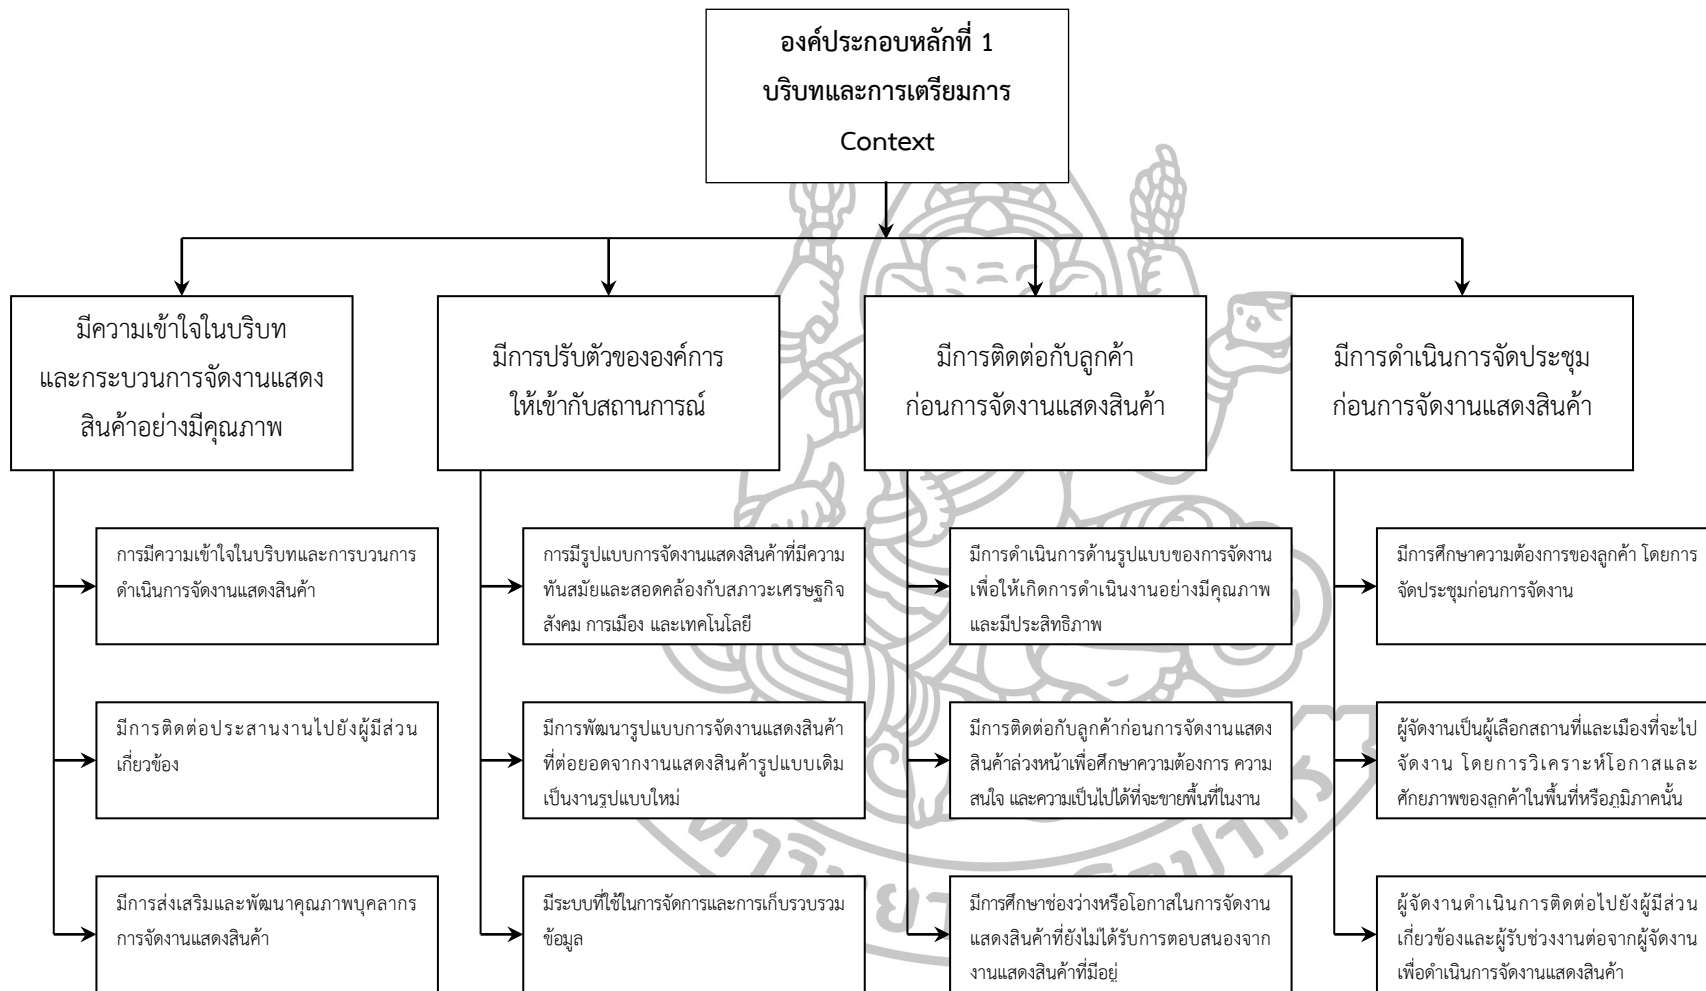 องค์ประกอบหลักที่ 1
บริบทและการเตรียมการ
Context
มีความเข้าใจในบริบท
และกระบวนการจัดงานแสดง
สินค้าอย่างมีคุณภาพ
มีการปรับตัวขององค์การ
ให้เข้ากับสถานการณ์
มีการติดต่อกับลูกค้า
ก่อนการจัดงานแสดงสินค้า
มีการดำเนินการจัดประชุม
ก่อนการจัดงานแสดงสินค้า
การมีความเข้าใจในบริบทและการบวนการ
ดำเนินการจัดงานแสดงสินค้า
การมีรูปแบบการจัดงานแสดงสินค้าที่มีความ
ทันสมัยและสอดคล้องกับสภาวะเศรษฐกิจ
สังคม การเมือง และเทคโนโลยี
มีการดำเนินการด้านรูปแบบของการจัดงาน
เพื่อให้เกิดการดำเนินงานอย่างมีคุณภาพ
และมีประสิทธิภาพ
มีการศึกษาความต้องการของลูกค้า โดยการ
จัดประชุมก่อนการจัดงาน
มีการติดต่อประสานงานไปยังผู้มีส่วน
เกี่ยวข้อง
มีการพัฒนารูปแบบการจัดงานแสดงสินค้า
ที่ต่อยอดจากงานแสดงสินค้ารูปแบบเดิม
เป็นงานรูปแบบใหม่
มีการติดต่อกับลูกค้าก่อนการจัดงานแสดง
สินค้าล่วงหน้าเพื่อศึกษาความต้องการ ความ
สนใจ และความเป็นไปได้ที่จะขายพื้นที่ในงาน
ผู้จัดงานเป็นผู้เลือกสถานที่และเมืองที่จะไป
จัดงาน โดยการวิเคราะห์โอกาสและ
ศักยภาพของลูกค้าในพื้นที่หรือภูมิภาคนั้น
มีการส่งเสริมและพัฒนาคุณภาพบุคลากร
การจัดงานแสดงสินค้า
มีระบบที่ใช้ในการจัดการและการเก็บรวบรวม
ข้อมูล
มีการศึกษาช่องว่างหรือโอกาสในการจัดงาน
แสดงสินค้าที่ยังไม่ได้รับการตอบสนองจาก
งานแสดงสินค้าที่มีอยู่
ผู้จัดงานดำเนินการติดต่อไปยังผู้มีส่วน
เกี่ยวข้องและผู้รับช่วงงานต่อจากผู้จัดงาน
เพื่อดำเนินการจัดงานแสดงสินค้า